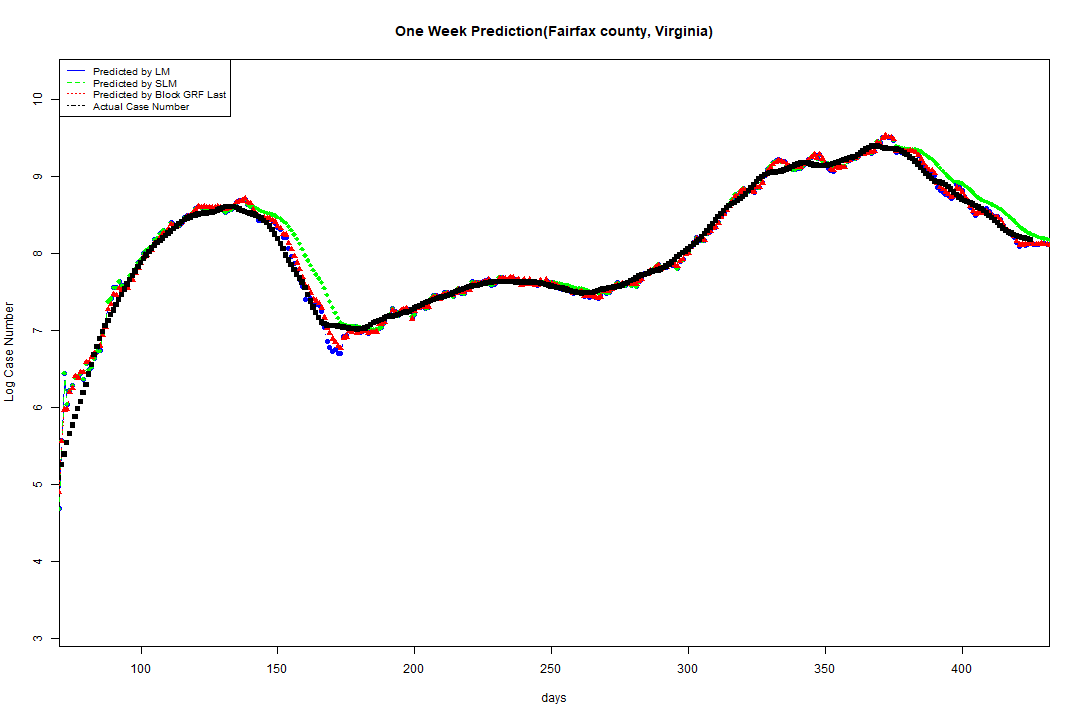 One Week Prediction(Fairfax county, Virginia)
Predicted by LM
Predicted by SLM
Predicted by Block GRF Last
Actual Case Number
Log Case Number
10
9
8
7
6
5
4
3
100 150 200 250 300 350 400
days